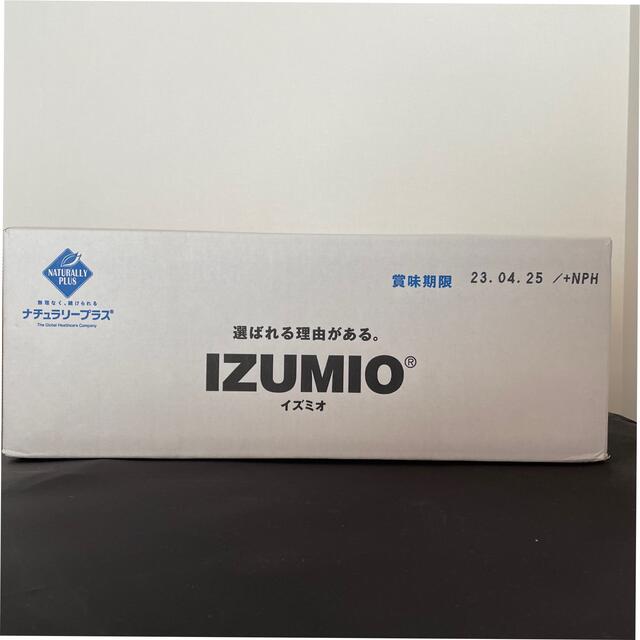 NATURALLY
PLUS
無理なく、続けられる
ナチュラリープラス®
The Global Healthcare Company
賞味期限 23.04.25 /+NPH
選ばれる理由がある。
IZUMIO®
イズミオ